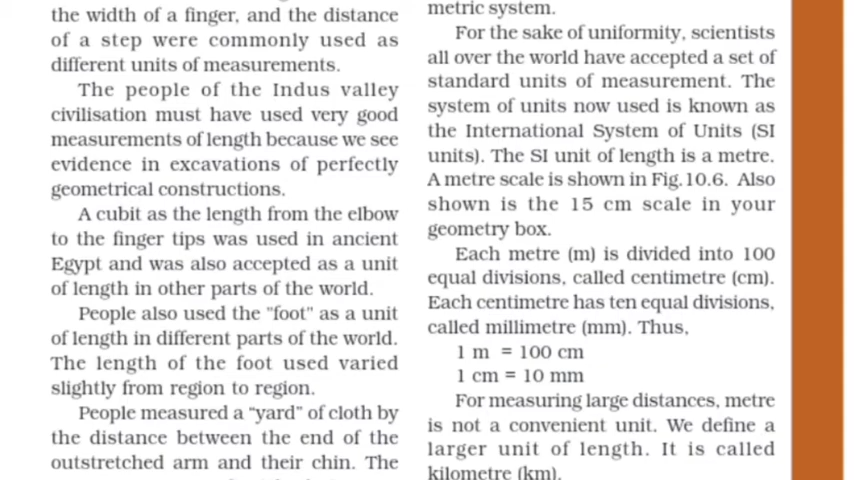 the width of a finger, and the distance
of a step were commonly used as
different units of measurements.
The people of the Indus valley
civilisation must have used very good
measurements of length because we see
evidence in excavations of perfectly
geometrical constructions.
A cubit as the length from the elbow
to the finger tips was used in ancient
Egypt and was also accepted as a unit
of length in other parts of the world.
People also used the "foot" as a unit
of length in different parts of the world.
The length of the foot used varied
slightly from region to region.
People measured a “yard” of cloth by
the distance between the end of the
outstretched arm and their chin. The
metric system.
For the sake of uniformity, scientists
all over the world have accepted a set of
standard units of measurement. The
system of units now used is known as
the International System of Units (SI
units). The SI unit of length is a metre.
A metre scale is shown in Fig.10.6. Also
shown is the 15 cm scale in your
geometry box.
Each metre (m) is divided into 100
equal divisions, called centimetre (cm).
Each centimetre has ten equal divisions,
called millimetre (mm). Thus,
1 m = 100 cm
1 cm = 10 mm
For measuring large distances, metre
is not a convenient unit. We define a
larger unit of length. It is called
kilometre (km).